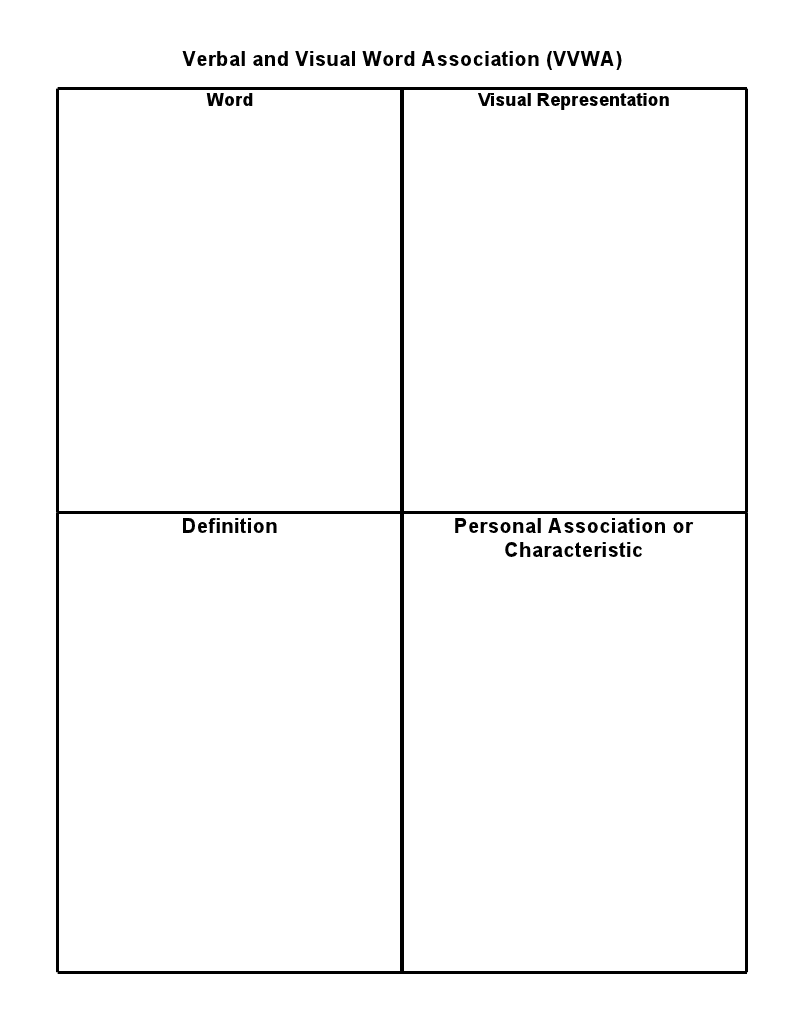 Verbal and Visual Word Association (VVWA)
Word
Visual Representation
Definition
Personal Association or
Characteristic